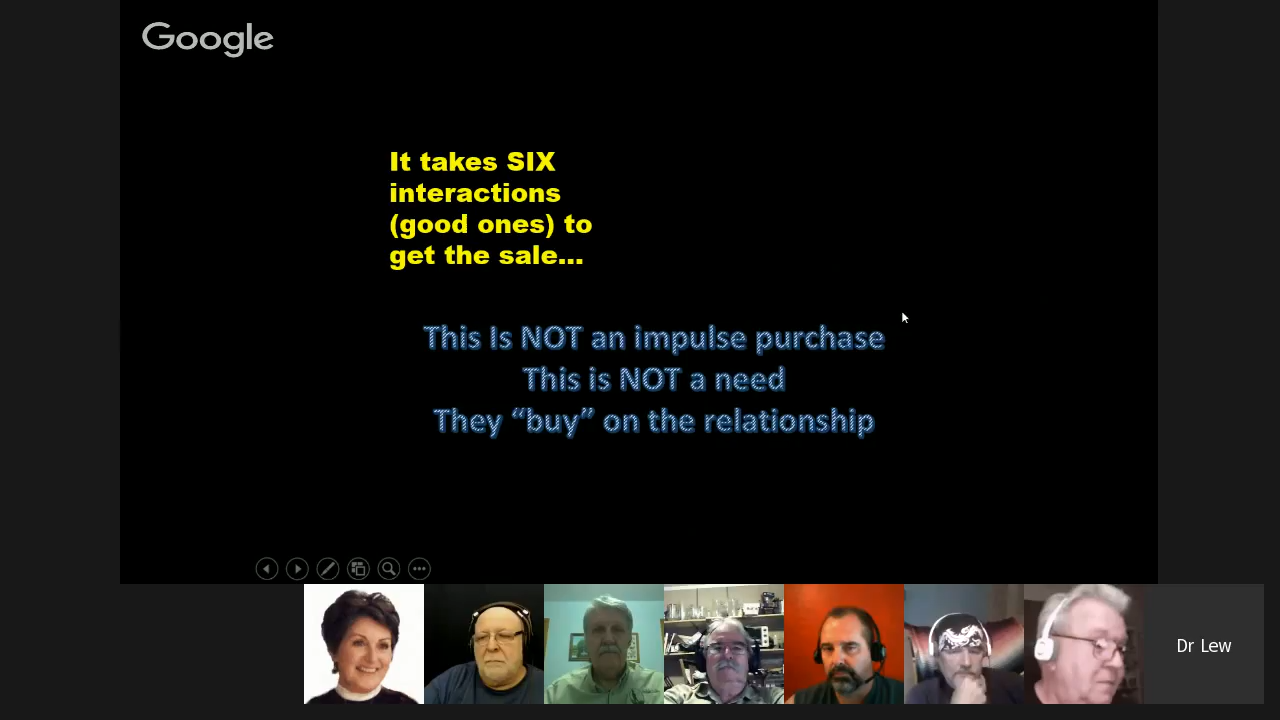 Google
It takes SIX
interactions
(good ones) to
get the sale...
This Is NOT an impulse purchase
This is NOT a need
They “buy” on the relationship
Dr Lew